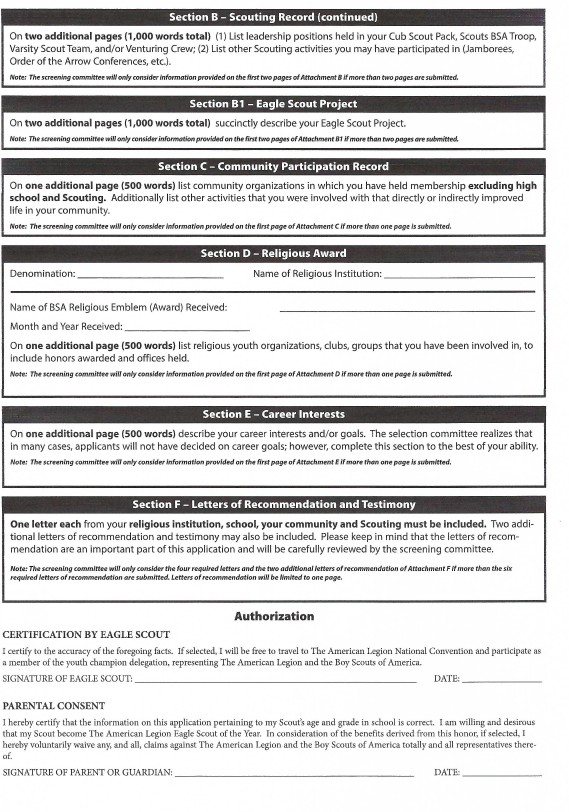 Section B – Scouting Record (continued)
On two additional pages (1,000 words total) (1) List leadership positions held in your Cub Scout Pack, Scouts BSA Troop,
Varsity Scout Team, and/or Venturing Crew; (2) List other Scouting activities you may have participated in (Jamborees,
Order of the Arrow Conferences, etc.).
Note: The screening committee will only consider information provided on the first two pages of Attachment B if more than two pages are submitted.
Section B1 – Eagle Scout Project
On two additional pages (1,000 words total) succinctly describe your Eagle Scout Project.
Note: The screening committee will only consider information provided on the first two pages of Attachment B1 if more than two pages are submitted.
Section C – Community Participation Record
On one additional page (500 words) list community organizations in which you have held membership excluding high
school and Scouting. Additionally list other activities that you were involved with that directly or indirectly improved
life in your community.
Note: The screening committee will only consider information provided on the first page of Attachment C if more than one page is submitted.
Section D – Religious Award
Denomination: ____ Name of Religious Institution: ____
Name of BSA Religious Emblem (Award) Received: ____
Month and Year Received: ____
On one additional page (500 words) list religious youth organizations, clubs, groups that you have been involved in, to
include honors awarded and offices held.
Note: The screening committee will only consider information provided on the first page of Attachment D if more than one page is submitted.
Section E – Career Interests
On one additional page (500 words) describe your career interests and/or goals. The selection committee realizes that
in many cases, applicants will not have decided on career goals; however, complete this section to the best of your ability.
Note: The screening committee will only consider information provided on the first page of Attachment E if more than one page is submitted.
Section F – Letters of Recommendation and Testimony
One letter each from your religious institution, school, your community and Scouting must be included. Two addi-
tional letters of recommendation and testimony may also be included. Please keep in mind that the letters of recom-
mendation are an important part of this application and will be carefully reviewed by the screening committee.
Note: The screening committee will only consider the four required letters and the two additional letters of recommendation of Attachment F if more than the six
required letters of recommendation are submitted. Letters of recommendation will be limited to one page.
Authorization
CERTIFICATION BY EAGLE SCOUT
I certify to the accuracy of the foregoing facts. If selected, I will be free to travel to The American Legion National Convention and participate as
a member of the youth champion delegation, representing The American Legion and the Boy Scouts of America.
SIGNATURE OF EAGLE SCOUT: ____ DATE: ____
PARENTAL CONSENT
I hereby certify that the information on this application pertaining to my Scout's age and grade in school is correct. I am willing and desirous
that my Scout become The American Legion Eagle Scout of the Year. In consideration of the benefits derived from this honor, if selected, I
hereby voluntarily waive any, and all, claims against The American Legion and the Boy Scouts of America totally and all representatives there-
of.
SIGNATURE OF PARENT OR GUARDIAN: ____ DATE: ____